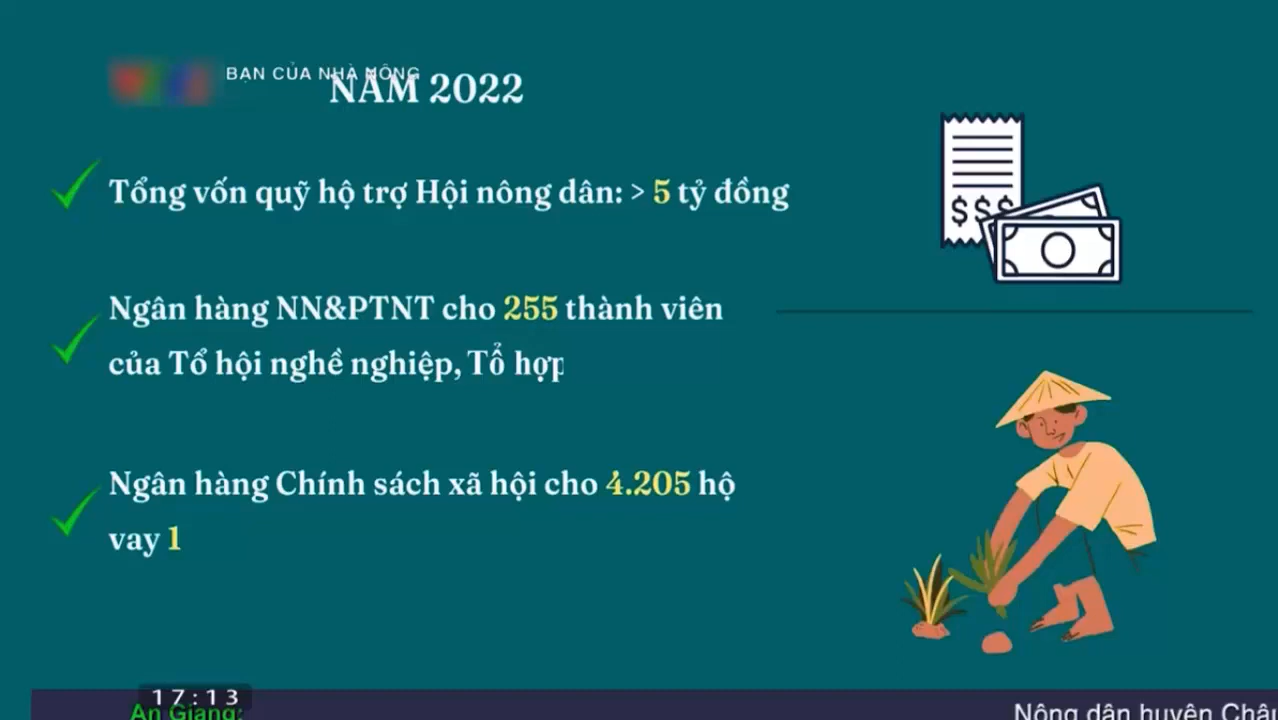 BẠN CỦA NHÀ NÔNG
NĂM 2022
Tổng vốn quỹ hộ trợ Hội nông dân: > 5 tỷ đồng
$$$
Ngân hàng NN&PTNT cho 255 thành viên
của Tổ hội nghề nghiệp, Tổ hợp
Ngân hàng Chính sách xã hội cho 4.205 hộ
vay 1
17:13
An Giang:
Nông dân huyện Châu